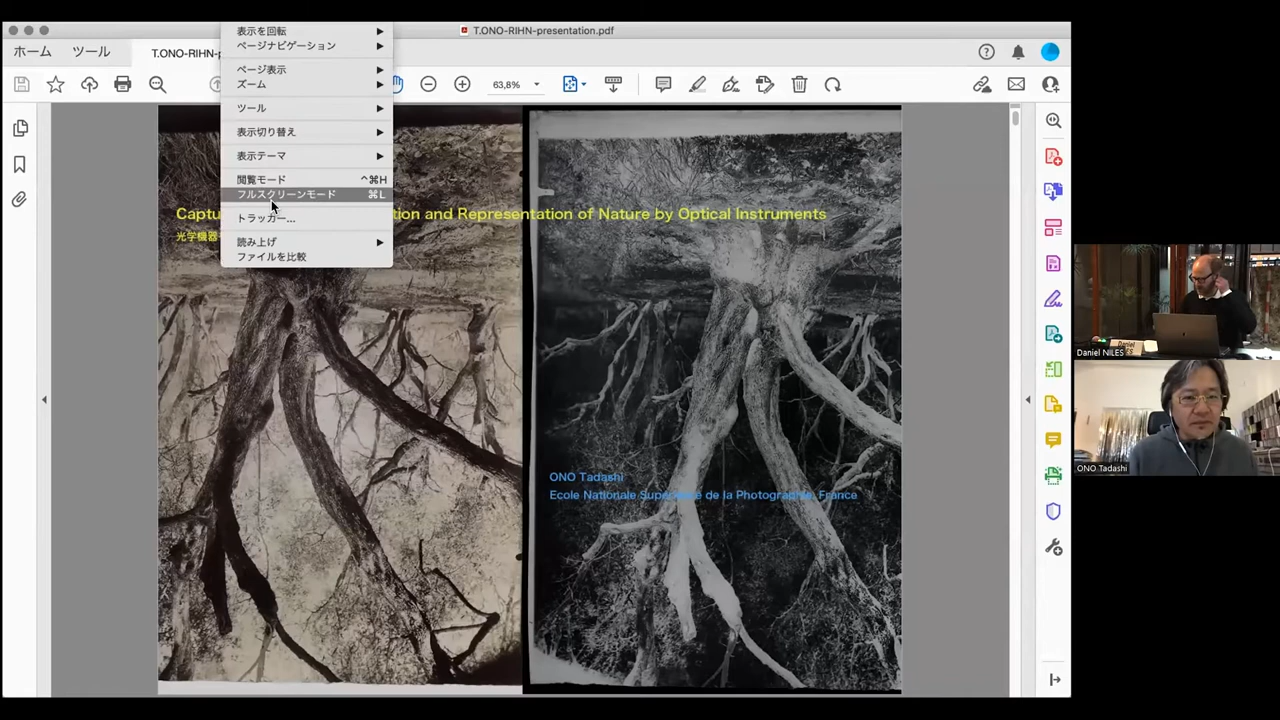 T.ONO-RIHN-presentation.pdf
ホーム
ツール
T.ONO-RIHN-p
表示を回転
ページナビゲーション
ページ表示
ズーム
ツール
表示切り替え
表示テーマ
閲覧モード ^⌘H
フルスクリーンモード ⌘L
トラッカー...
読み上げ
ファイルを比較
63,8%
Captu
tion and Representation of Nature by Optical Instruments
光学機器
ONO Tadashi
Ecole Nationale Supérieure de la Photographie, France
Daniel NILES
Daniel
ONO Tadashi